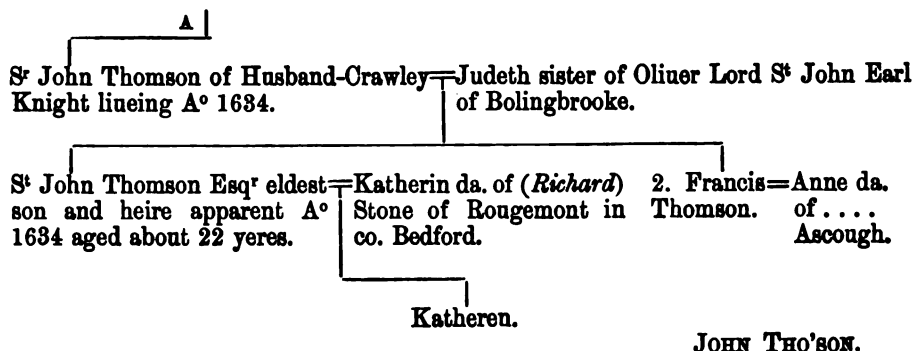 A
Sʳ John Thomson of Husband-Crawley=Judeth sister of Oliuer Lord Sᵗ John Earl
Knight liueing Aº 1634. of Bolingbrooke.
Sᵗ John Thomson Esqʳ eldest=Katherin da. of (Richard) 2. Francis=Anne da.
son and heire apparent Aº Stone of Rougemont in Thomson. of . . . .
1634 aged about 22 yeres. co. Bedford. Ascough.
Katheren.
JOHN THO'SON.